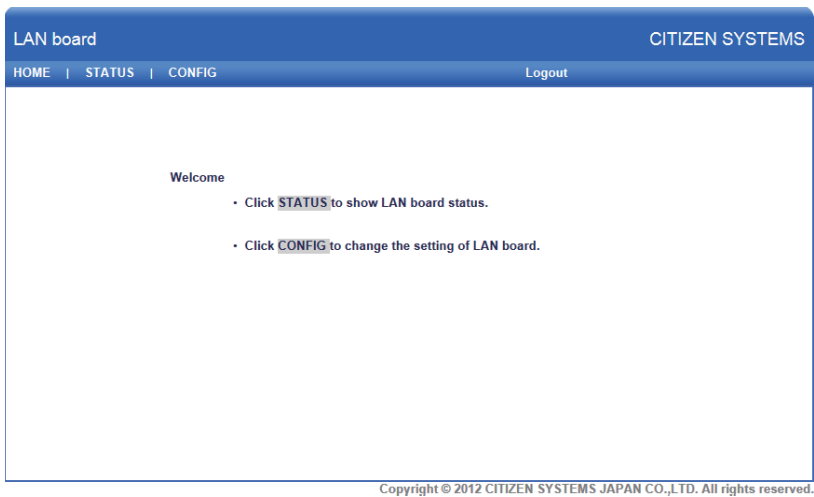 LAN board CITIZEN SYSTEMS
HOME | STATUS | CONFIG Logout
Welcome
・ Click STATUS to show LAN board status.
・ Click CONFIG to change the setting of LAN board.
Copyright © 2012 CITIZEN SYSTEMS JAPAN CO.,LTD. All rights reserved.